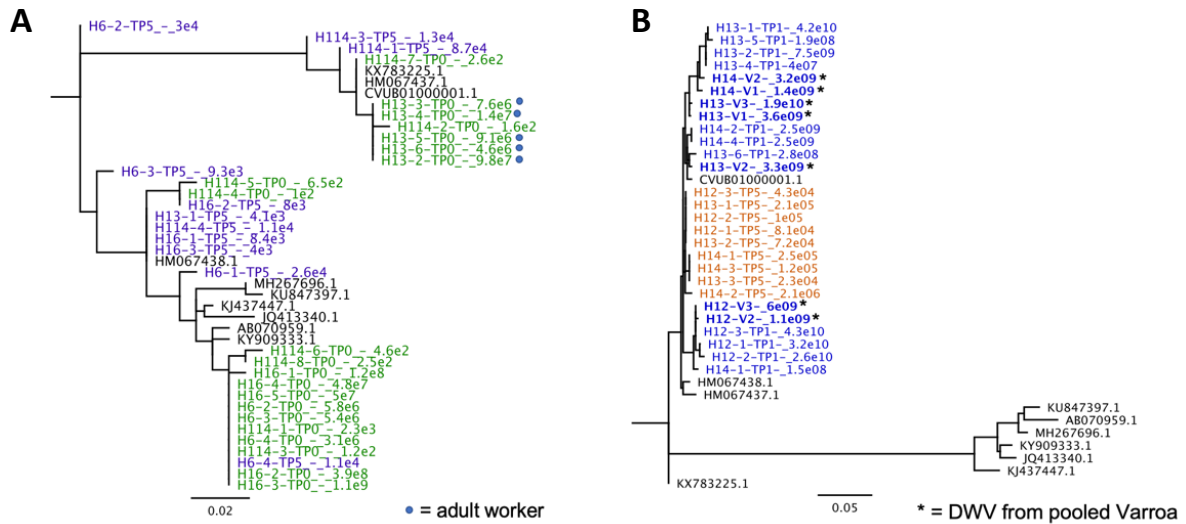 A
H6-2-TP5_-_3e4
H114-3-TP5_-_1.3e4
H114-1-TP5_-_8.7e4
H114-7-TP0_-_2.6e2
KX783225.1
HM067437.1
CVUB01000001.1
H13-3-TP0_-_7.6e6
H13-4-TP0_-_1.4e7
H114-2-TP0_-_1.6e2
H13-5-TP0_-_9.1e6
H13-6-TP0_-_4.6e6
H13-2-TP0_-_9.8e7
H6-3-TP5_-_9.3e3
H114-5-TP0_-_6.5e2
H114-4-TP0_-_1e2
H16-2-TP5_-_8e3
H13-1-TP5_-_4.1e3
H114-4-TP5_-_1.1e4
H16-1-TP5_-_8.4e3
H16-3-TP5_-_4e3
HM067438.1
H6-1-TP5_-_2.6e4
MH267696.1
KU847397.1
KJ437447.1
JQ413340.1
AB070959.1
KY909333.1
H114-6-TP0_-_4.6e2
H114-8-TP0_-_2.5e2
H16-1-TP0_-_1.2e8
H16-4-TP0_-_4.8e7
H16-5-TP0_-_5e7
H6-2-TP0_-_5.8e6
H6-3-TP0_-_5.4e6
H114-1-TP0_-_2.3e3
H6-4-TP0_-_3.1e6
H114-3-TP0_-_1.2e2
H6-4-TP5_-_1.1e4
H16-2-TP0_-_3.9e8
H16-3-TP0_-_1.1e9
0.02
= adult worker
B
H13-1-TP1-_4.2e10
H13-5-TP1-1.9e08
H13-2-TP1-_7.5e09
H13-4-TP1-4e07
H14-V2-_3.2e09 *
H14-V1-_1.4e09 *
H13-V3-_1.9e10 *
H13-V1-_3.6e09 *
H14-2-TP1-_2.5e09
H14-4-TP1-2.5e09
H13-6-TP1-2.8e08
H13-V2-_3.3e09 *
CVUB01000001.1
H12-3-TP5-_4.3e04
H13-1-TP5-_2.1e05
H12-2-TP5-_1e05
H12-1-TP5-_8.1e04
H13-2-TP5-_7.2e04
H14-1-TP5-_2.5e05
H14-3-TP5-_1.2e05
H13-3-TP5-_2.3e04
H14-2-TP5-_2.1e06
H12-V3-_6e09 *
H12-V2-_1.1e09 *
H12-3-TP1-_4.3e10
H12-1-TP1-_3.2e10
H12-2-TP1-_2.6e10
H14-1-TP1-_1.5e08
HM067438.1
HM067437.1
KU847397.1
AB070959.1
MH267696.1
KY909333.1
JQ413340.1
KJ437447.1
KX783225.1
0.05
* = DWV from pooled Varroa